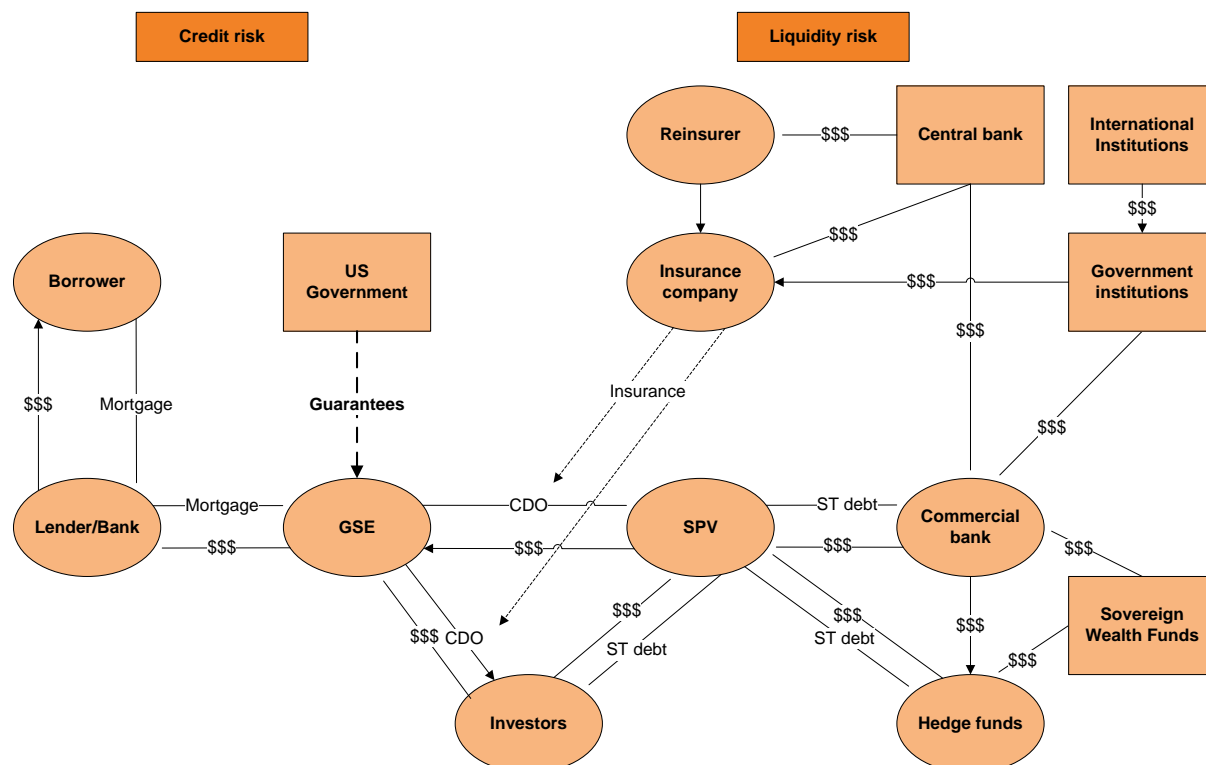 Credit risk
Liquidity risk
Reinsurer
$$$
Central bank
International
Institutions
$$$
$$$
Borrower
US
Government
Insurance
company
$$$
Government
institutions
$$$
$$$
Mortgage
Guarantees
Insurance
$$$
Lender/Bank
Mortgage
$$$
GSE
CDO
$$$
SPV
ST debt
$$$
Commercial
bank
$$$
Sovereign
Wealth Funds
$$$
CDO
$$$
ST debt
$$$
ST debt
$$$
$$$
Investors
Hedge funds